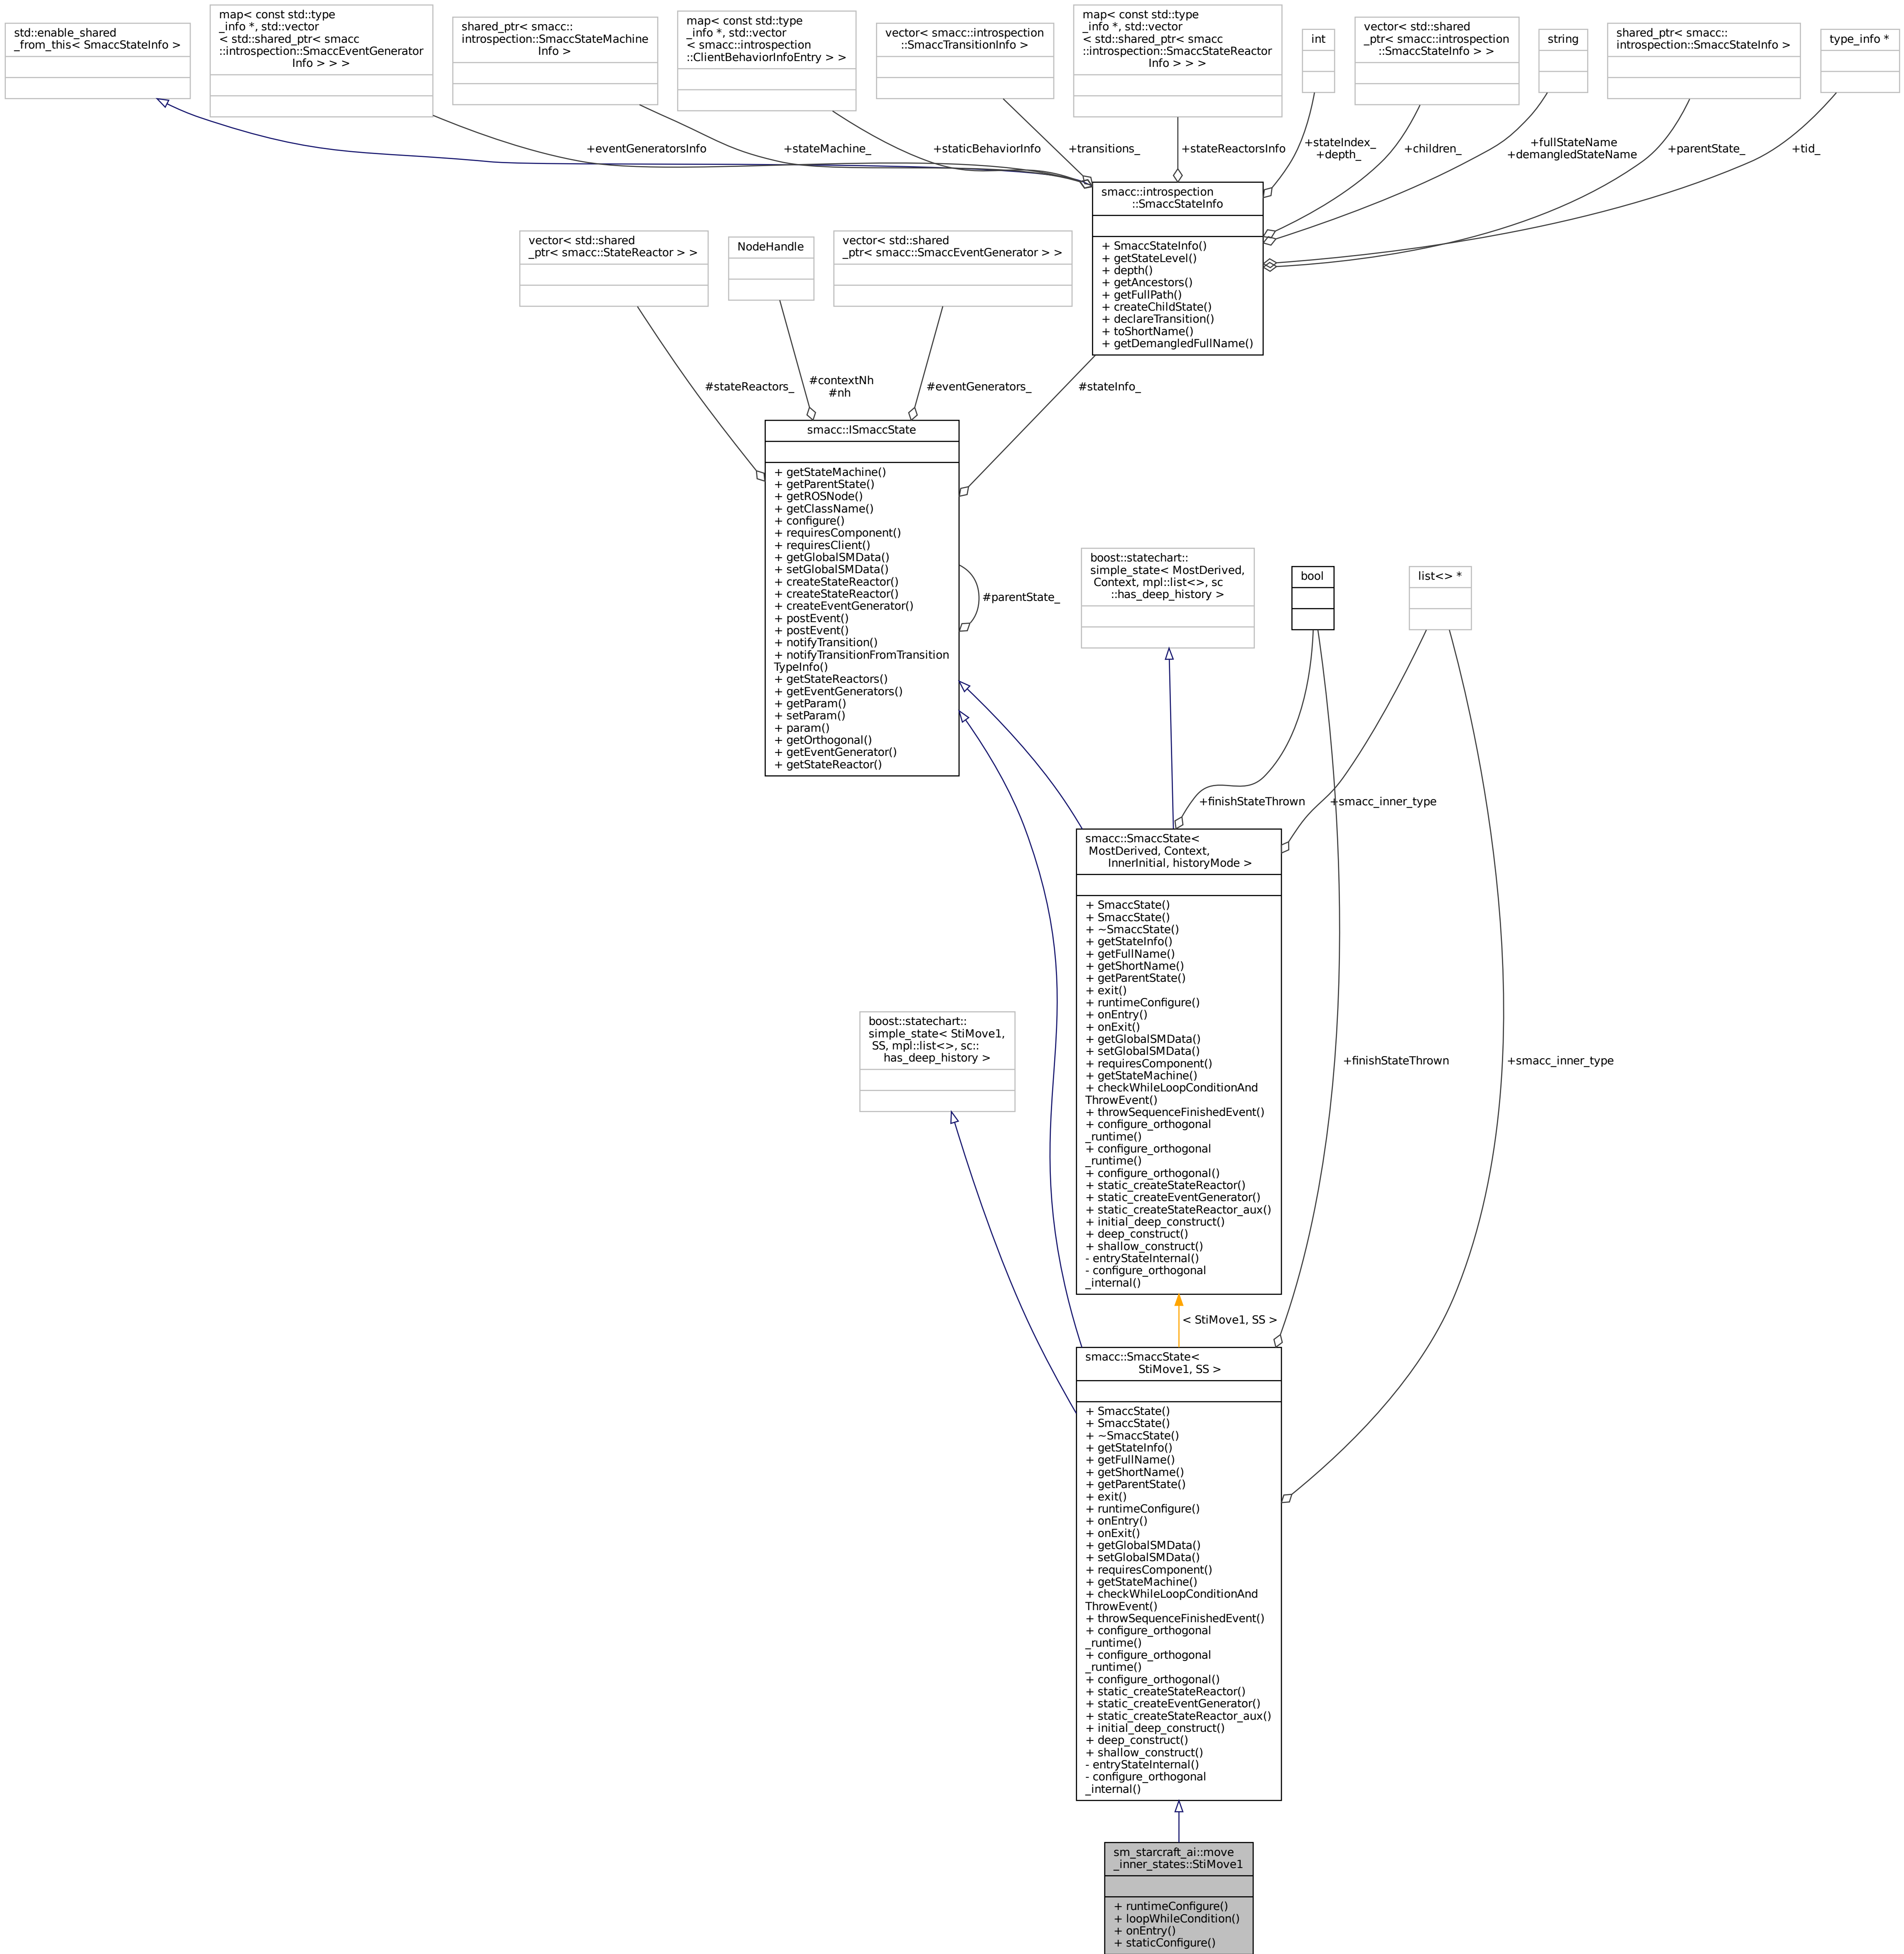 std::enable_shared
_from_this< SmaccStateInfo >
map< const std::type
_info *, std::vector
< std::shared_ptr< smacc
::introspection::SmaccEventGenerator
Info > > >
shared_ptr< smacc::
introspection::SmaccStateMachine
Info >
map< const std::type
_info *, std::vector
< smacc::introspection
::ClientBehaviorInfoEntry > >
vector< smacc::introspection
::SmaccTransitionInfo >
map< const std::type
_info *, std::vector
< std::shared_ptr< smacc
::introspection::SmaccStateReactor
Info > > >
int
vector< std::shared
_ptr< smacc::introspection
::SmaccStateInfo > >
string
shared_ptr< smacc::
introspection::SmaccStateInfo >
type_info *
+eventGeneratorsInfo
+stateMachine_
+staticBehaviorInfo
+transitions_
+stateReactorsInfo
+stateIndex_
+depth_
+children_
+fullStateName
+demangledStateName
+parentState_
+tid_
smacc::introspection
::SmaccStateInfo
+ SmaccStateInfo()
+ getStateLevel()
+ depth()
+ getAncestors()
+ getFullPath()
+ createChildState()
+ declareTransition()
+ toShortName()
+ getDemangledFullName()
vector< std::shared
_ptr< smacc::StateReactor > >
NodeHandle
vector< std::shared
_ptr< smacc::SmaccEventGenerator > >
#stateReactors_
#contextNh
#nh
#eventGenerators_
#stateInfo_
smacc::ISmaccState
+ getStateMachine()
+ getParentState()
+ getROSNode()
+ getClassName()
+ configure()
+ requiresComponent()
+ requiresClient()
+ getGlobalSMData()
+ setGlobalSMData()
+ createStateReactor()
+ createStateReactor()
+ createEventGenerator()
+ postEvent()
+ postEvent()
+ notifyTransition()
+ notifyTransitionFromTransition
TypeInfo()
+ getStateReactors()
+ getEventGenerators()
+ getParam()
+ setParam()
+ param()
+ getOrthogonal()
+ getEventGenerator()
+ getStateReactor()
#parentState_
boost::statechart::
simple_state< MostDerived,
Context, mpl::list<>, sc
::has_deep_history >
bool
list<> *
+finishStateThrown
+smacc_inner_type
smacc::SmaccState<
MostDerived, Context,
InnerInitial, historyMode >
+ SmaccState()
+ SmaccState()
+ ~SmaccState()
+ getStateInfo()
+ getFullName()
+ getShortName()
+ getParentState()
+ exit()
+ runtimeConfigure()
+ onEntry()
+ onExit()
+ getGlobalSMData()
+ setGlobalSMData()
+ requiresComponent()
+ getStateMachine()
+ checkWhileLoopConditionAnd
ThrowEvent()
+ throwSequenceFinishedEvent()
+ configure_orthogonal
_runtime()
+ configure_orthogonal
_runtime()
+ configure_orthogonal()
+ static_createStateReactor()
+ static_createEventGenerator()
+ static_createStateReactor_aux()
+ initial_deep_construct()
+ deep_construct()
+ shallow_construct()
- entryStateInternal()
- configure_orthogonal
_internal()
boost::statechart::
simple_state< StiMove1,
SS, mpl::list<>, sc::
has_deep_history >
+finishStateThrown
+smacc_inner_type
< StiMove1, SS >
smacc::SmaccState<
StiMove1, SS >
+ SmaccState()
+ SmaccState()
+ ~SmaccState()
+ getStateInfo()
+ getFullName()
+ getShortName()
+ getParentState()
+ exit()
+ runtimeConfigure()
+ onEntry()
+ onExit()
+ getGlobalSMData()
+ setGlobalSMData()
+ requiresComponent()
+ getStateMachine()
+ checkWhileLoopConditionAnd
ThrowEvent()
+ throwSequenceFinishedEvent()
+ configure_orthogonal
_runtime()
+ configure_orthogonal
_runtime()
+ configure_orthogonal()
+ static_createStateReactor()
+ static_createEventGenerator()
+ static_createStateReactor_aux()
+ initial_deep_construct()
+ deep_construct()
+ shallow_construct()
- entryStateInternal()
- configure_orthogonal
_internal()
sm_starcraft_ai::move
_inner_states::StiMove1
+ runtimeConfigure()
+ loopWhileCondition()
+ onEntry()
+ staticConfigure()